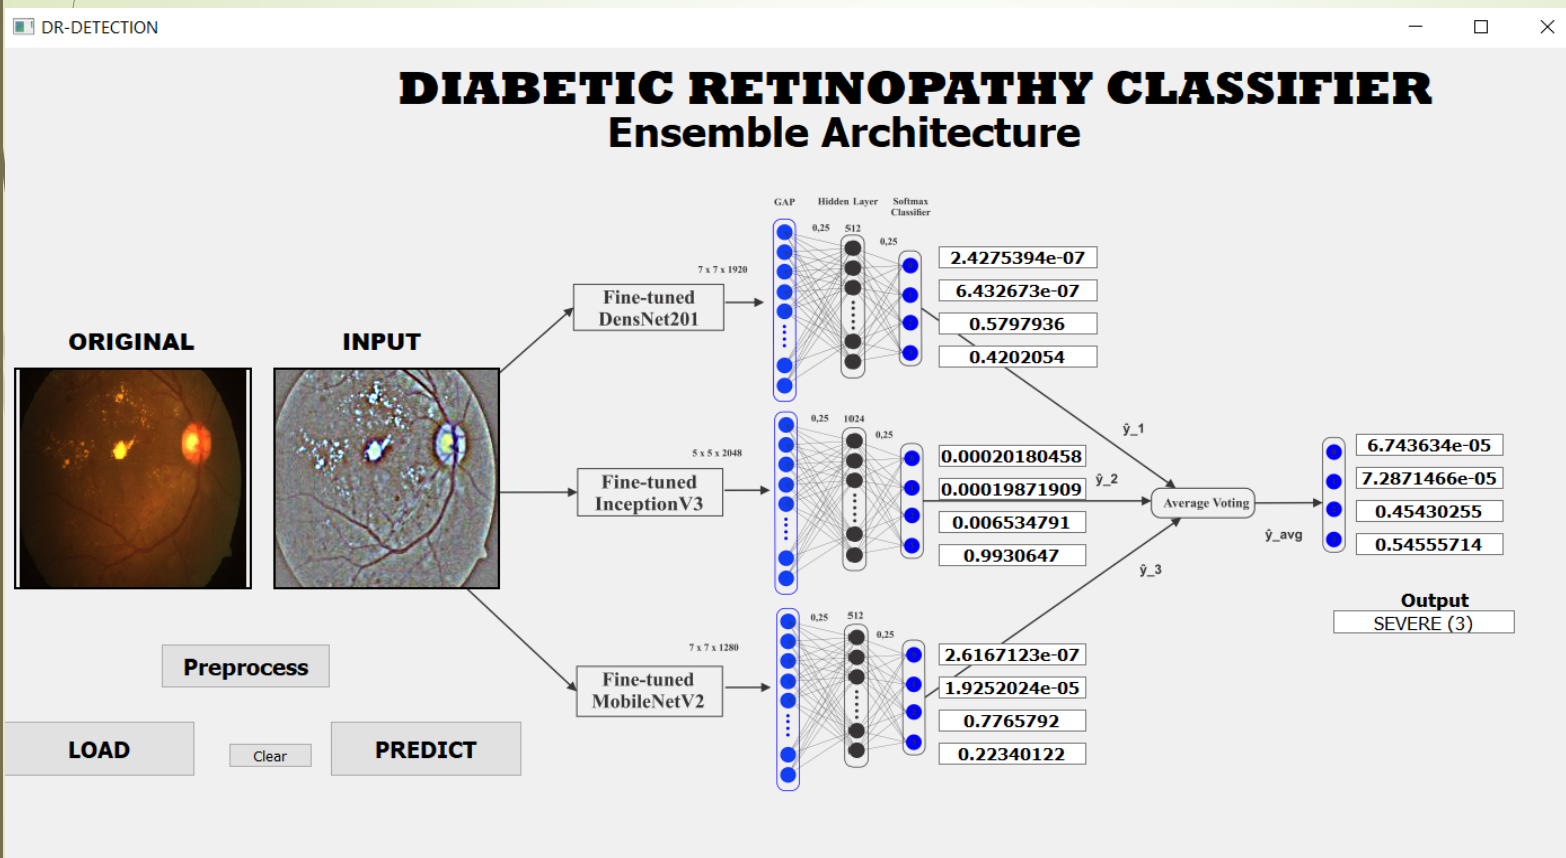 DR-DETECTION
DIABETIC RETINOPATHY CLASSIFIER
Ensemble Architecture
ORIGINAL
INPUT
GAP
Hidden Layer
Softmax
Classifier
0,25
512
0,25
7 x 7 x 1920
Fine-tuned
DensNet201
2.4275394e-07
6.432673e-07
0.5797936
0.4202054
ŷ_1
0,25
1024
0,25
5 x 5 x 2048
Fine-tuned
InceptionV3
0.00020180458
0.00019871909
0.006534791
0.9930647
ŷ_2
0,25
512
0,25
7 x 7 x 1280
Fine-tuned
MobileNetV2
2.6167123e-07
1.9252024e-05
0.7765792
0.22340122
ŷ_3
Average Voting
ŷ_avg
6.743634e-05
7.2871466e-05
0.45430255
0.54555714
Output
SEVERE (3)
Preprocess
LOAD
Clear
PREDICT